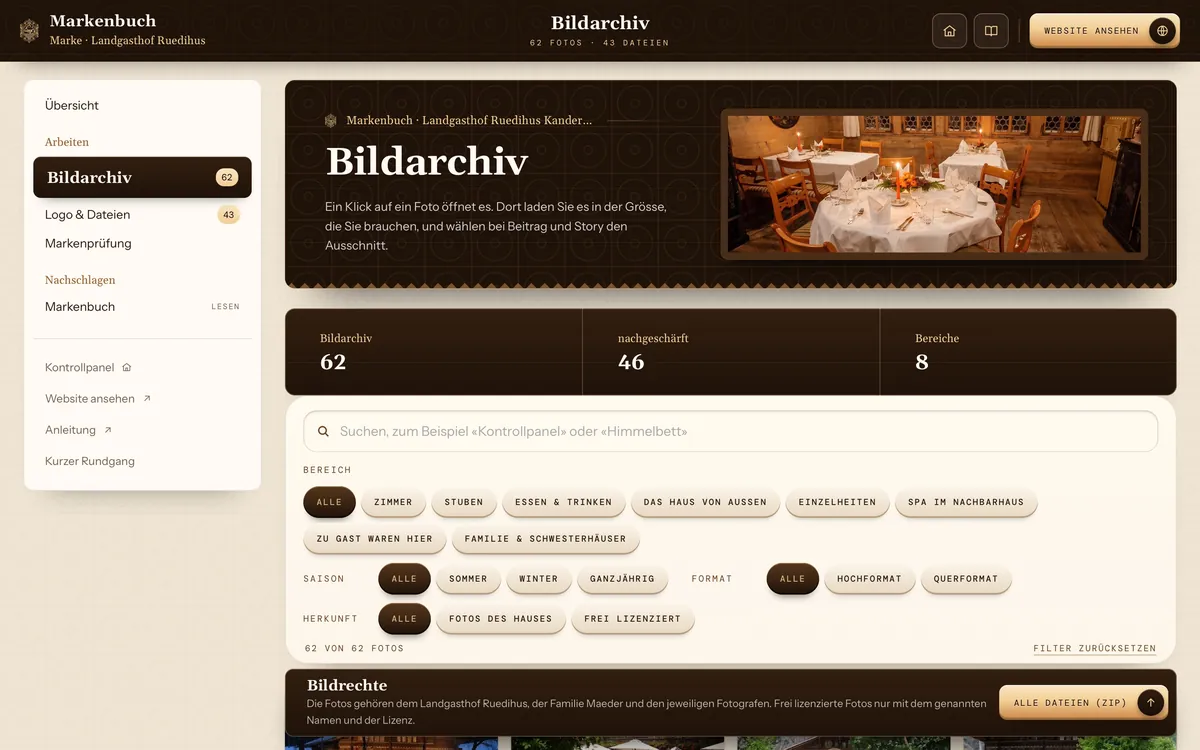 Markenbuch
Marke · Landgasthof Ruedihus
Bildarchiv
62 FOTOS · 43 DATEIEN
WEBSITE ANSEHEN
Übersicht
Arbeiten
Bildarchiv 62
Logo & Dateien 43
Markenprüfung
Nachschlagen
Markenbuch LESEN
Kontrollpanel
Website ansehen ↗
Anleitung ↗
Kurzer Rundgang
Markenbuch · Landgasthof Ruedihus Kander...
Bildarchiv
Ein Klick auf ein Foto öffnet es. Dort laden Sie es in der Grösse,
die Sie brauchen, und wählen bei Beitrag und Story den
Ausschnitt.
Bildarchiv
62
nachgeschärft
46
Bereiche
8
Suchen, zum Beispiel «Kontrollpanel» oder «Himmelbett»
BEREICH
ALLE ZIMMER STUBEN ESSEN & TRINKEN DAS HAUS VON AUSSEN EINZELHEITEN SPA IM NACHBARHAUS
ZU GAST WAREN HIER FAMILIE & SCHWESTERHÄUSER
SAISON ALLE SOMMER WINTER GANZJÄHRIG FORMAT ALLE HOCHFORMAT QUERFORMAT
HERKUNFT ALLE FOTOS DES HAUSES FREI LIZENZIERT
62 VON 62 FOTOS FILTER ZURÜCKSETZEN
Bildrechte
Die Fotos gehören dem Landgasthof Ruedihus, der Familie Maeder und den jeweiligen Fotografen. Frei lizenzierte Fotos nur mit dem genannten
Namen und der Lizenz.
ALLE DATEIEN (ZIP)